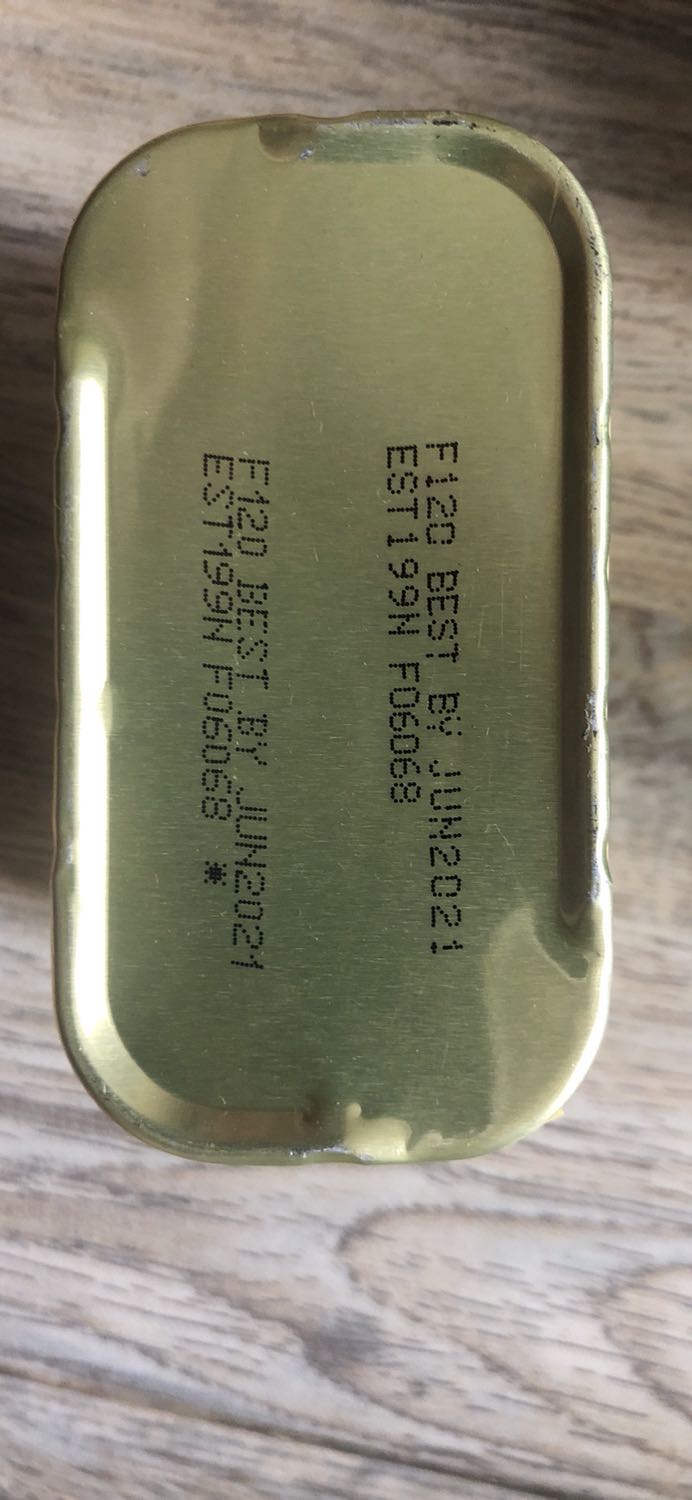 F120 BEST BY JUN2021
EST199N F06068
F120 BEST BY JUN2021
EST199N F06068 *